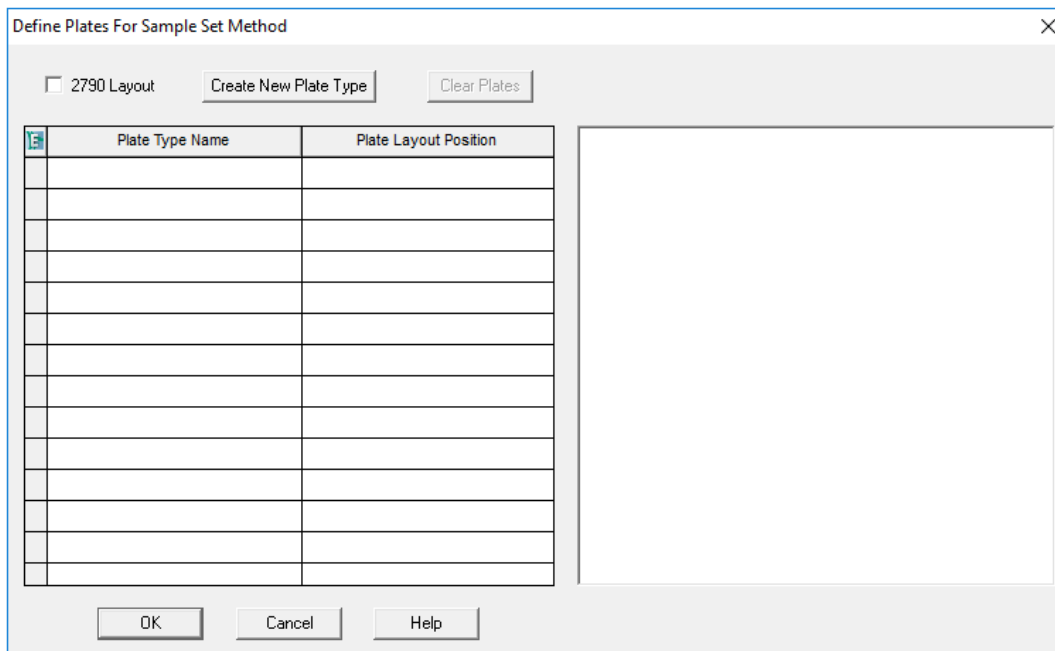 Define Plates For Sample Set Method
2790 Layout
Create New Plate Type
Clear Plates
Plate Type Name
Plate Layout Position
OK
Cancel
Help